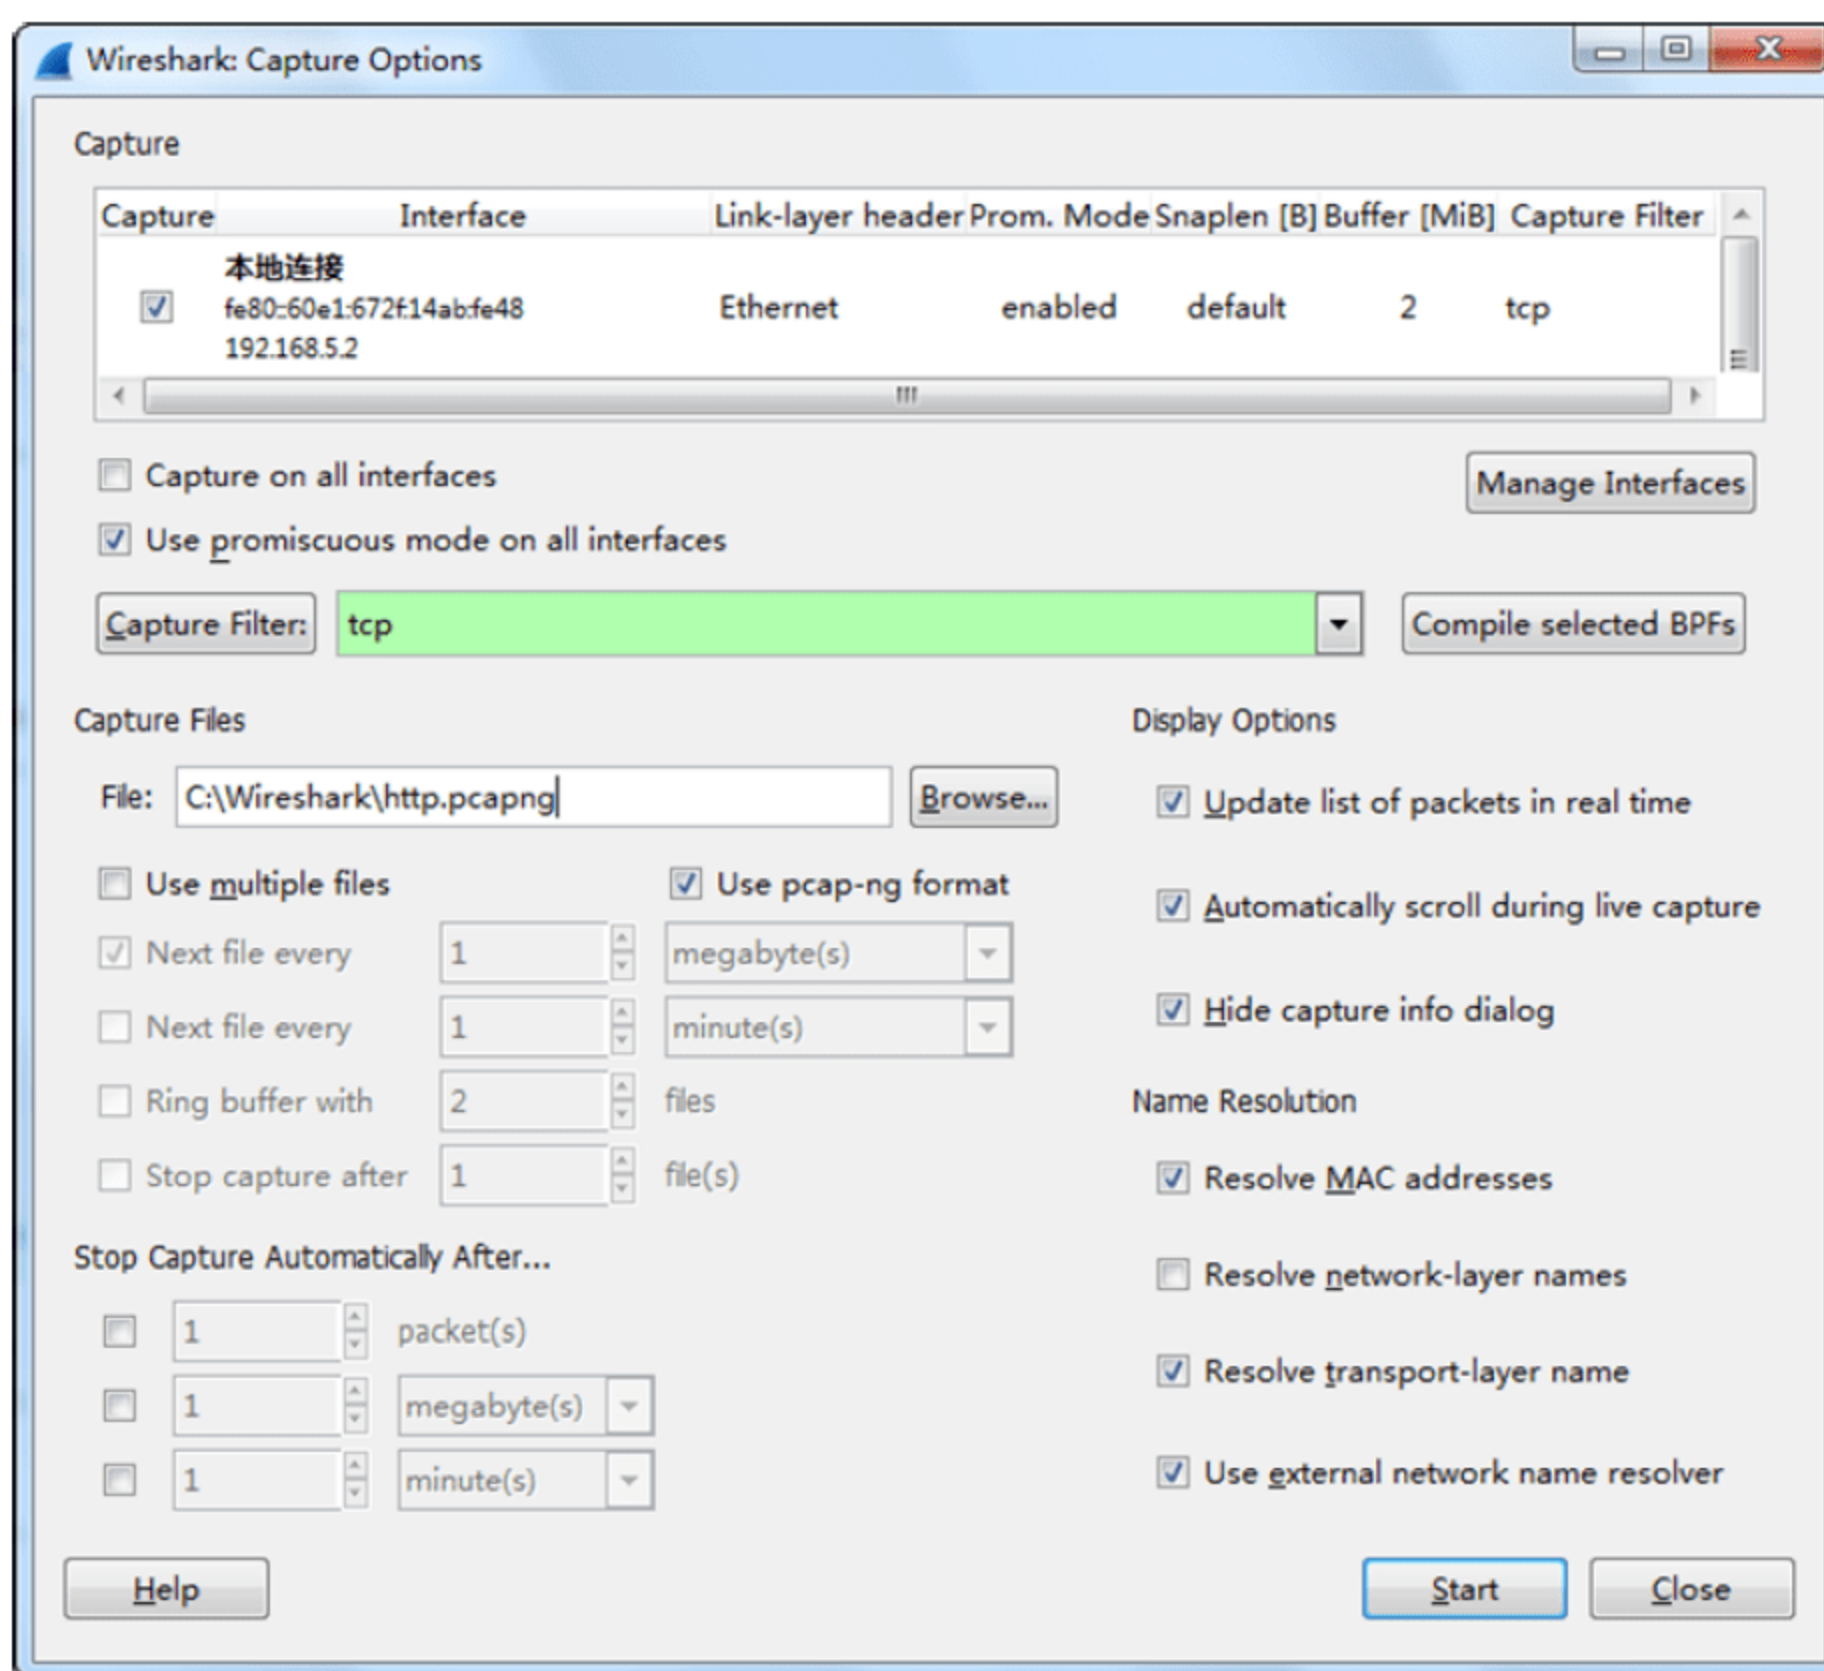 Wireshark: Capture Options
Capture
Capture Interface Link-layer header Prom. Mode Snaplen [B] Buffer [MiB] Capture Filter
本地连接
fe80::60e1:672f:14ab:fe48 Ethernet enabled default 2 tcp
192.168.5.2
Capture on all interfaces
Manage Interfaces
Use promiscuous mode on all interfaces
Capture Filter: tcp Compile selected BPFs
Capture Files Display Options
File: C:\Wireshark\http.pcapng Browse... Update list of packets in real time
Use multiple files Use pcap-ng format
Automatically scroll during live capture
Next file every 1 megabyte(s)
Next file every 1 minute(s) Hide capture info dialog
Ring buffer with 2 files Name Resolution
Stop capture after 1 file(s) Resolve MAC addresses
Stop Capture Automatically After... Resolve network-layer names
1 packet(s)
Resolve transport-layer name
1 megabyte(s)
1 minute(s) Use external network name resolver
Help Start Close